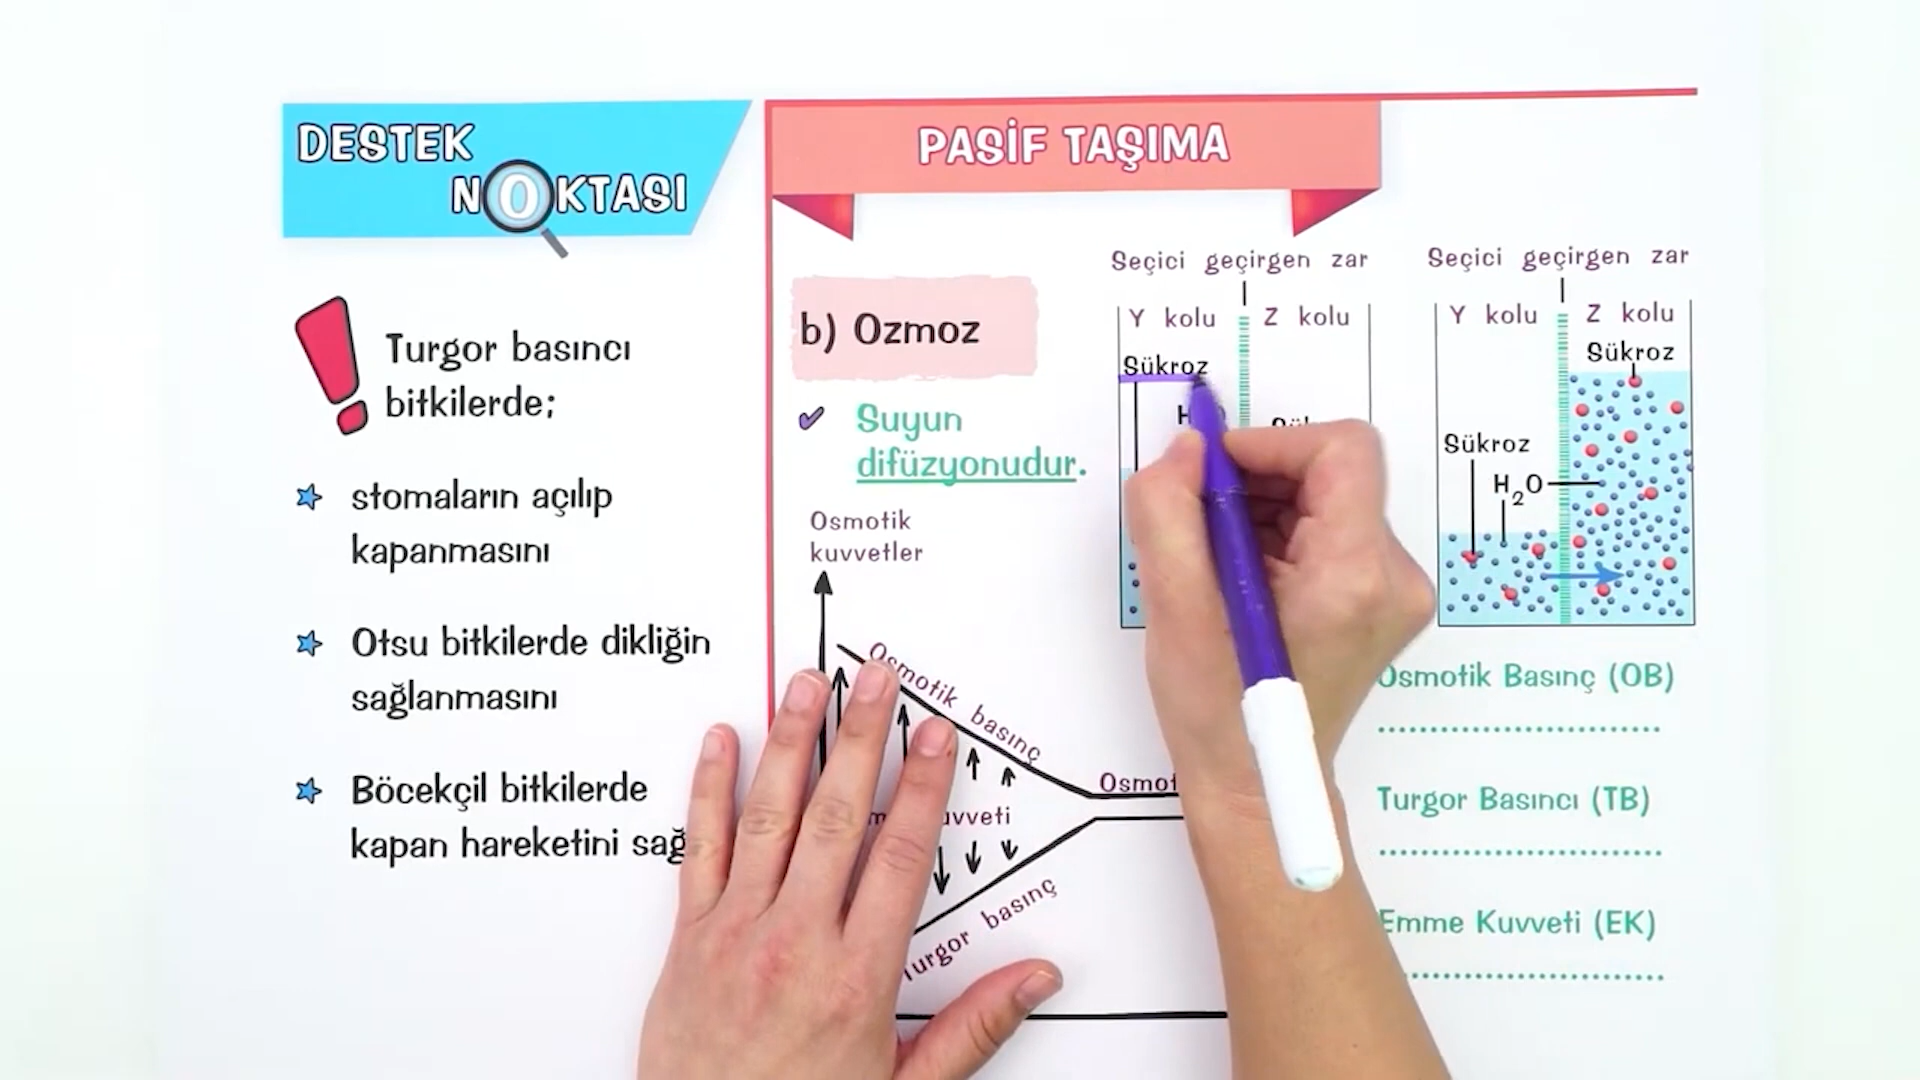 DESTEK
NOKTASI
Turgor basıncı
bitkilerde;
stomaların açılıp
kapanmasını
Otsu bitkilerde dikliğin
sağlanmasını
Böcekçil bitkilerde
kapan hareketini
PASİF TAŞIMA
b) Ozmoz
Suyun
difüzyonudur.
Osmotik
kuvvetler
Osmotik basınç
Turgor basınç
Seçici geçirgen zar
Y kolu Z kolu
Sükroz
Seçici geçirgen zar
Y kolu Z kolu
Sükroz
Sükroz
H₂O
Osmotik Basınç (OB)
Turgor Basıncı (TB)
Emme Kuvveti (EK)